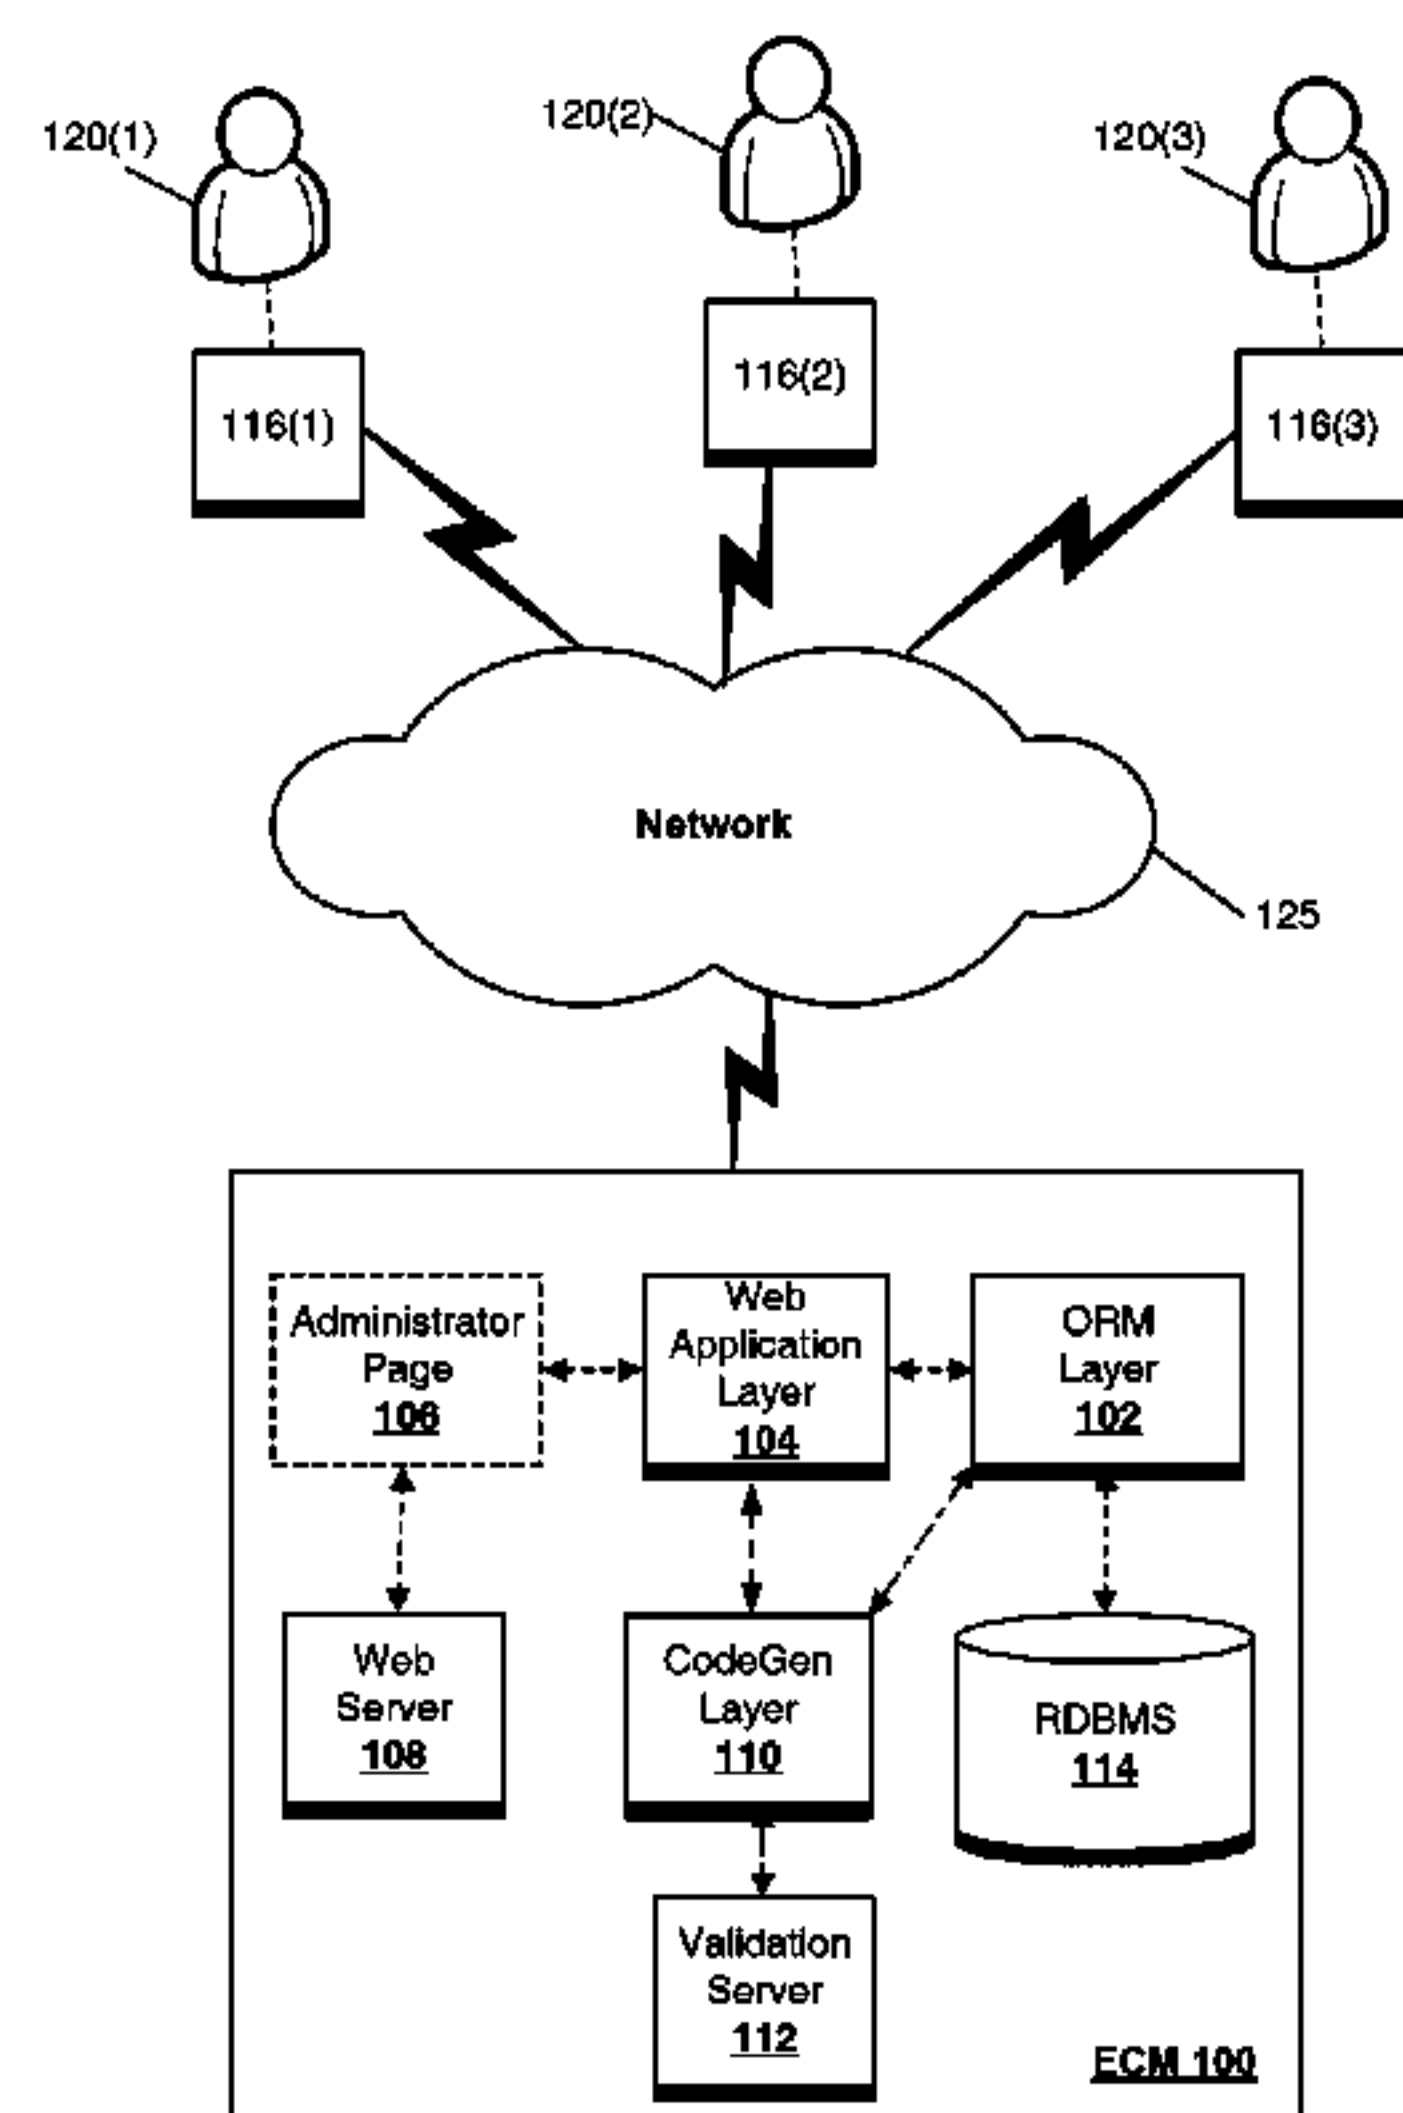 120(1)
120(2)
120(3)
116(1)
116(2)
116(3)
Network
125
Administrator
Page
106
Web
Application
Layer
104
ORM
Layer
102
Web
Server
108
CodeGen
Layer
110
RDBMS
114
Validation
Server
112
ECM 100